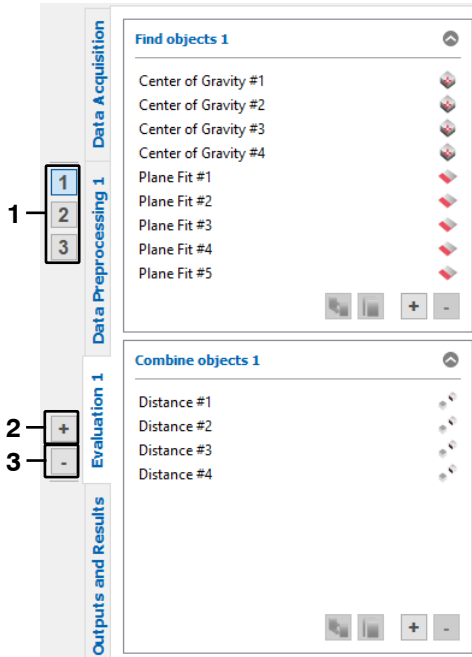 Data Acquisition
Data Preprocessing 1
Evaluation 1
Outputs and Results
1
1
2
3
2
+
3
-
Find objects 1
Center of Gravity #1
Center of Gravity #2
Center of Gravity #3
Center of Gravity #4
Plane Fit #1
Plane Fit #2
Plane Fit #3
Plane Fit #4
Plane Fit #5
+ -
Combine objects 1
Distance #1
Distance #2
Distance #3
Distance #4
+ -